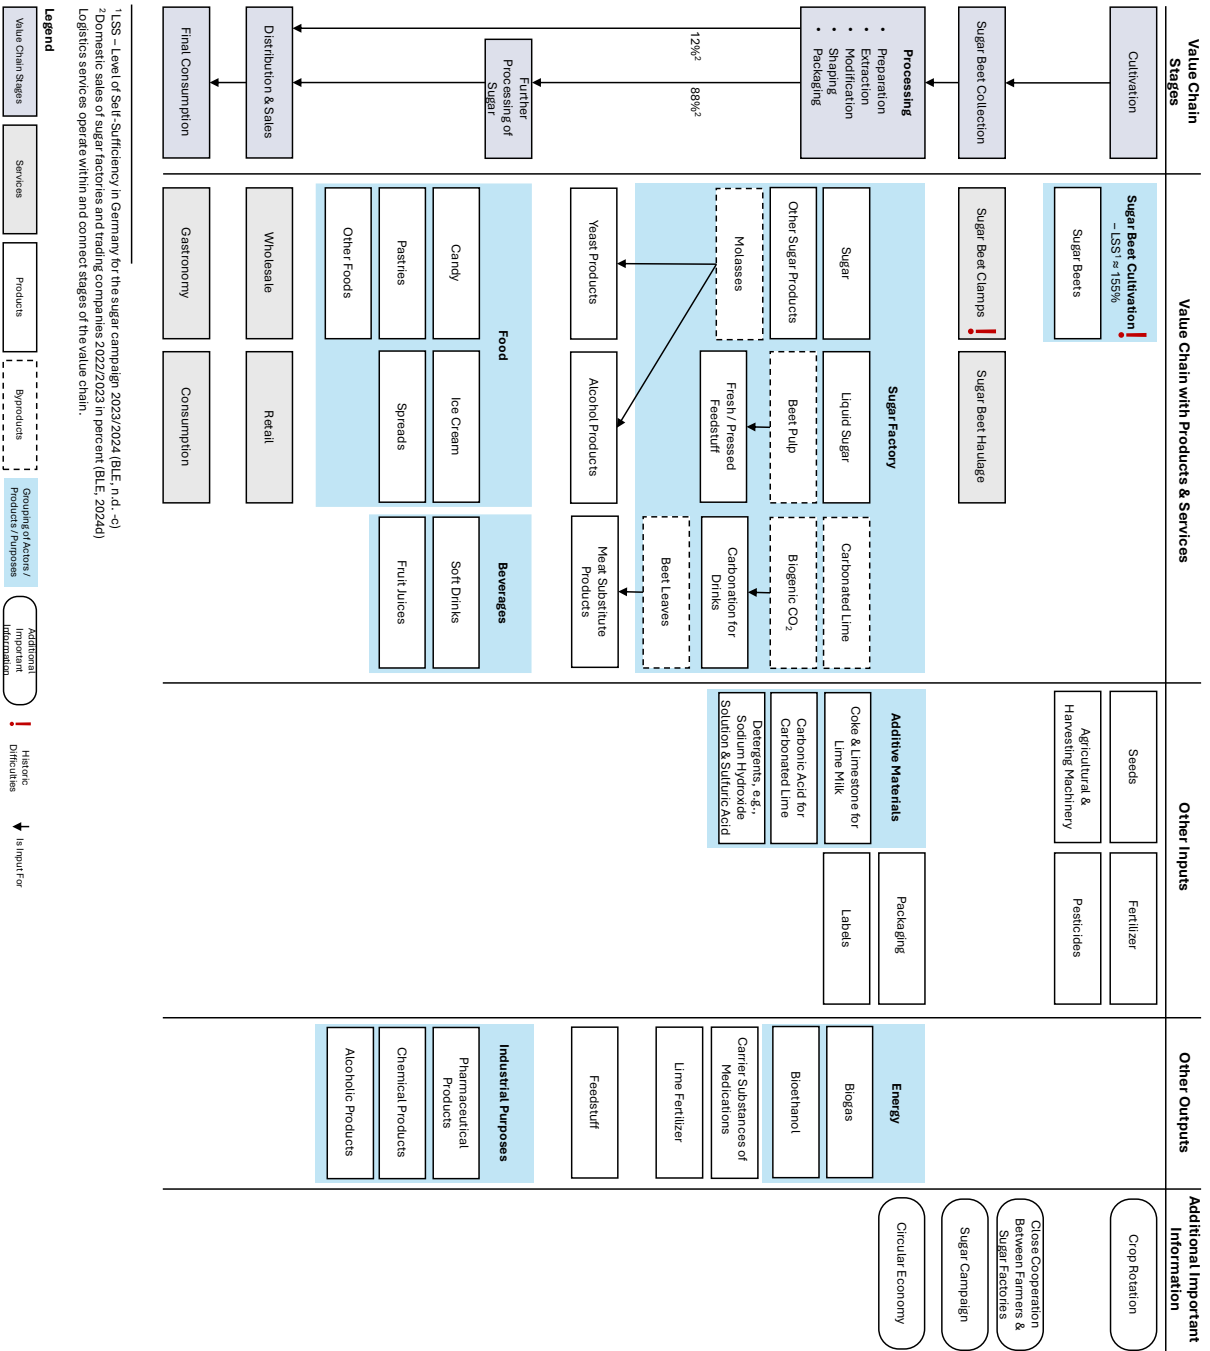 Value Chain
Stages
Value Chain with Products & Services
Other Inputs
Other Outputs
Additional Important
Information
Cultivation
Sugar Beet Cultivation
– LSS¹ ≈ 155%
Sugar Beets
Seeds
Fertilizer
Agricultural &
Harvesting Machinery
Pesticides
Crop Rotation
Sugar Beet Collection
Sugar Beet Clamps
Sugar Beet Haulage
Close Cooperation
Between Farmers &
Sugar Factories
Sugar Campaign
Processing
• Preparation
• Extraction
• Modification
• Shaping
• Packaging
Sugar Factory
Sugar
Liquid Sugar
Carbonated Lime
Other Sugar Products
Beet Pulp
Biogenic CO₂
Molasses
Fresh / Pressed
Feedstuff
Carbonation for
Drinks
Beet Leaves
Additive Materials
Coke & Limestone for
Lime Milk
Carbonic Acid for
Carbonated Lime
Detergents, e.g.,
Sodium Hydroxide
Solution & Sulfuric Acid
Packaging
Labels
Energy
Biogas
Bioethanol
Carrier Substances of
Medications
Lime Fertilizer
Circular Economy
12%²
88%²
Yeast Products
Alcohol Products
Meat Substitute
Products
Feedstuff
Further
Processing of
Sugar
Food
Candy
Ice Cream
Pastries
Spreads
Other Foods
Beverages
Soft Drinks
Fruit Juices
Industrial Purposes
Pharmaceutical
Products
Chemical Products
Alcoholic Products
Distribution & Sales
Wholesale
Retail
Final Consumption
Gastronomy
Consumption
¹ LSS – Level of Self-Sufficiency in Germany for the sugar campaign 2023/2024 (BLE, n.d. -c)
² Domestic sales of sugar factories and trading companies 2022/2023 in percent (BLE, 2024d)
Logistics services operate within and connect stages of the value chain.
Legend
Value Chain Stages
Services
Products
Byproducts
Grouping of Actors /
Products / Purposes
Additional
Important
Information
Historic
Difficulties
Is Input For